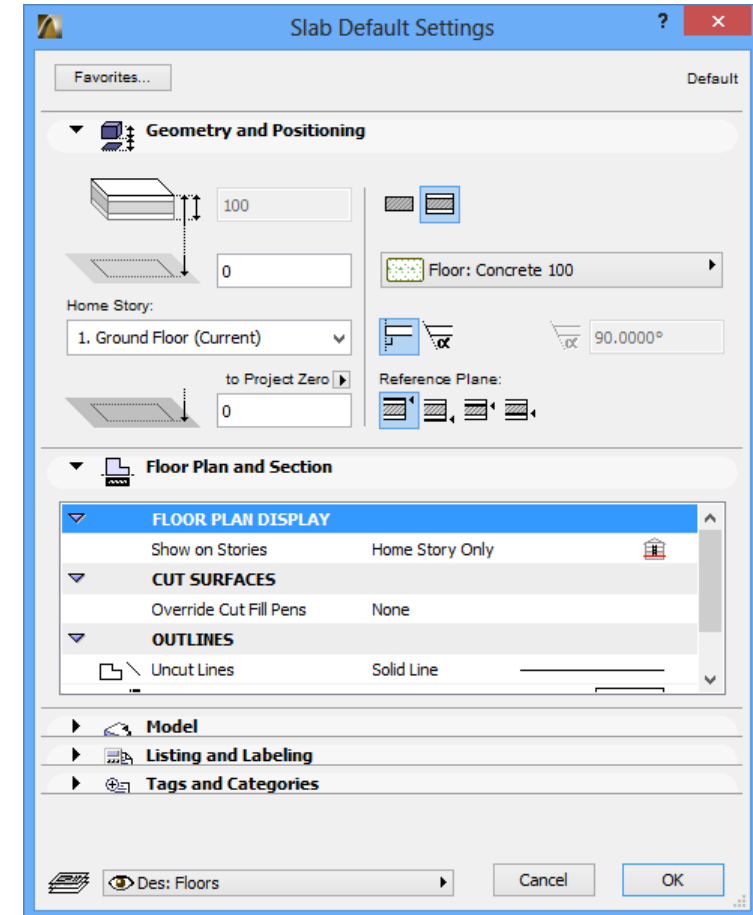 Slab Default Settings ?
Favorites...
Default
Geometry and Positioning
100
0
Floor: Concrete 100
Home Story:
1. Ground Floor (Current)
α α 90.0000°
to Project Zero
Reference Plane:
0
Floor Plan and Section
FLOOR PLAN DISPLAY
Show on Stories Home Story Only
CUT SURFACES
Override Cut Fill Pens None
OUTLINES
Uncut Lines Solid Line
Model
Listing and Labeling
Tags and Categories
Des: Floors
Cancel
OK